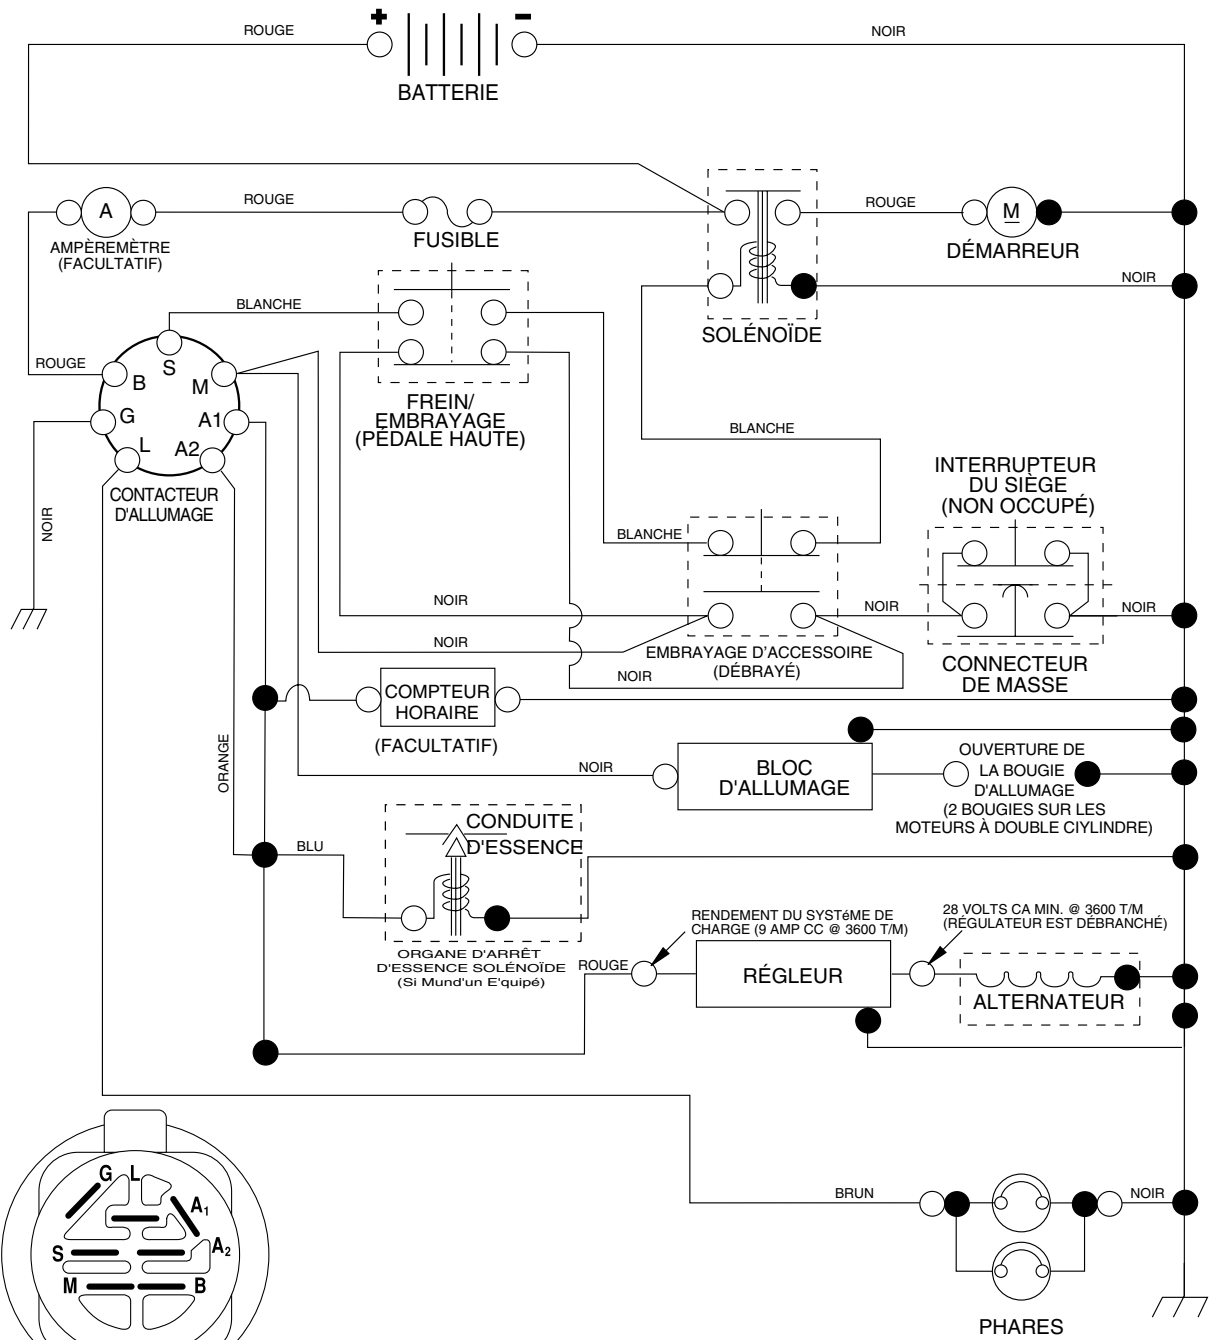 + -
ROUGE
NOIR
BATTERIE
ROUGE
ROUGE
A
M
AMPÈREMÈTRE
(FACULTATIF)
FUSIBLE
DÉMARREUR
NOIR
BLANCHE
SOLÉNOÏDE
ROUGE
B
S
M
G
A1
L
A2
FREIN/
EMBRAYAGE
(PÉDALE HAUTE)
BLANCHE
CONTACTEUR
D'ALLUMAGE
INTERRUPTEUR
DU SIÈGE
(NON OCCUPÉ)
NOIR
BLANCHE
NOIR
NOIR
NOIR
NOIR
EMBRAYAGE D'ACCESSOIRE
(DÉBRAYÉ)
NOIR
CONNECTEUR
DE MASSE
COMPTEUR
HORAIRE
(FACULTATIF)
ORANGE
NOIR
BLOC
D'ALLUMAGE
OUVERTURE DE
LA BOUGIE
D'ALLUMAGE
(2 BOUGIES SUR LES
MOTEURS À DOUBLE CIYLINDRE)
CONDUITE
D'ESSENCE
BLU
RENDEMENT DU SYSTéME DE
CHARGE (9 AMP CC @ 3600 T/M)
28 VOLTS CA MIN. @ 3600 T/M
(RÉGULATEUR EST DÉBRANCHÉ)
ORGANE D'ARRÊT
D'ESSENCE SOLÉNOÏDE
(Si Mund'un E'quipé)
ROUGE
RÉGLEUR
ALTERNATEUR
G L
A1
S
A2
M
B
BRUN
NOIR
PHARES